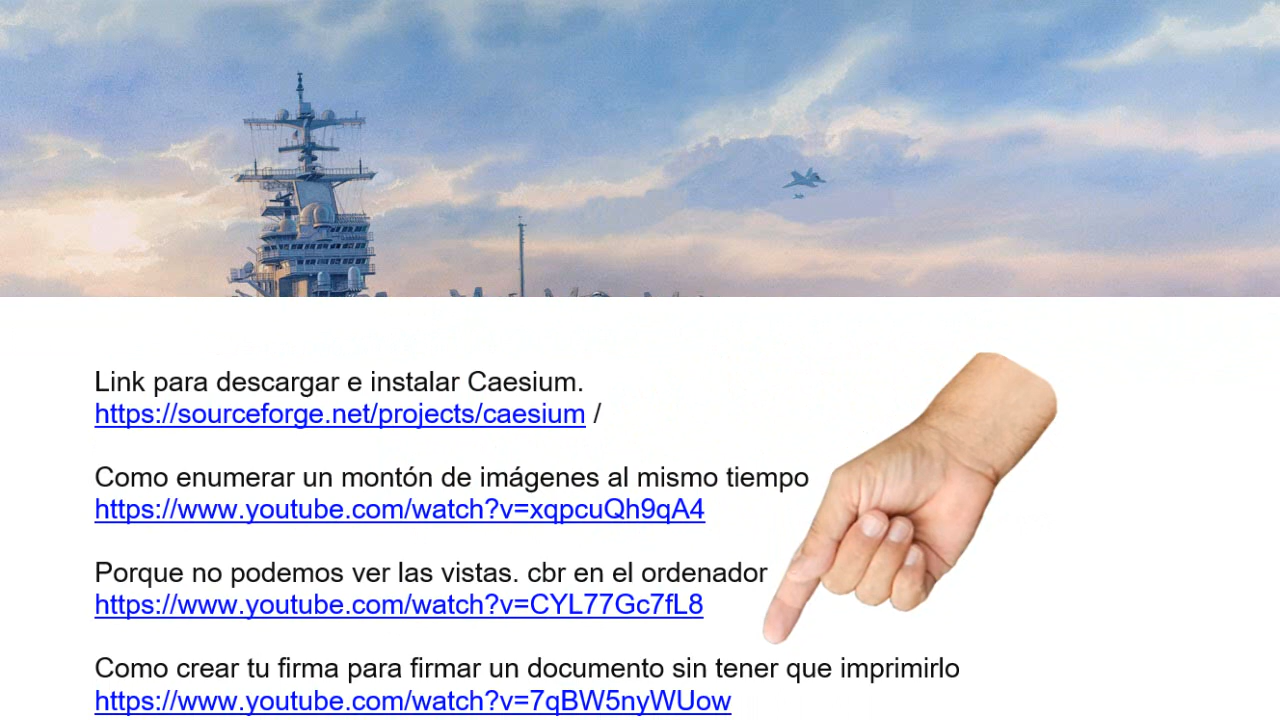 Link para descargar e instalar Caesium.
https://sourceforge.net/projects/caesium /
Como enumerar un montón de imágenes al mismo tiempo
https://www.youtube.com/watch?v=xqpcuQh9qA4
Porque no podemos ver las vistas. cbr en el ordenador
https://www.youtube.com/watch?v=CYL77Gc7fL8
Como crear tu firma para firmar un documento sin tener que imprimirlo
https://www.youtube.com/watch?v=7qBW5nyWUow